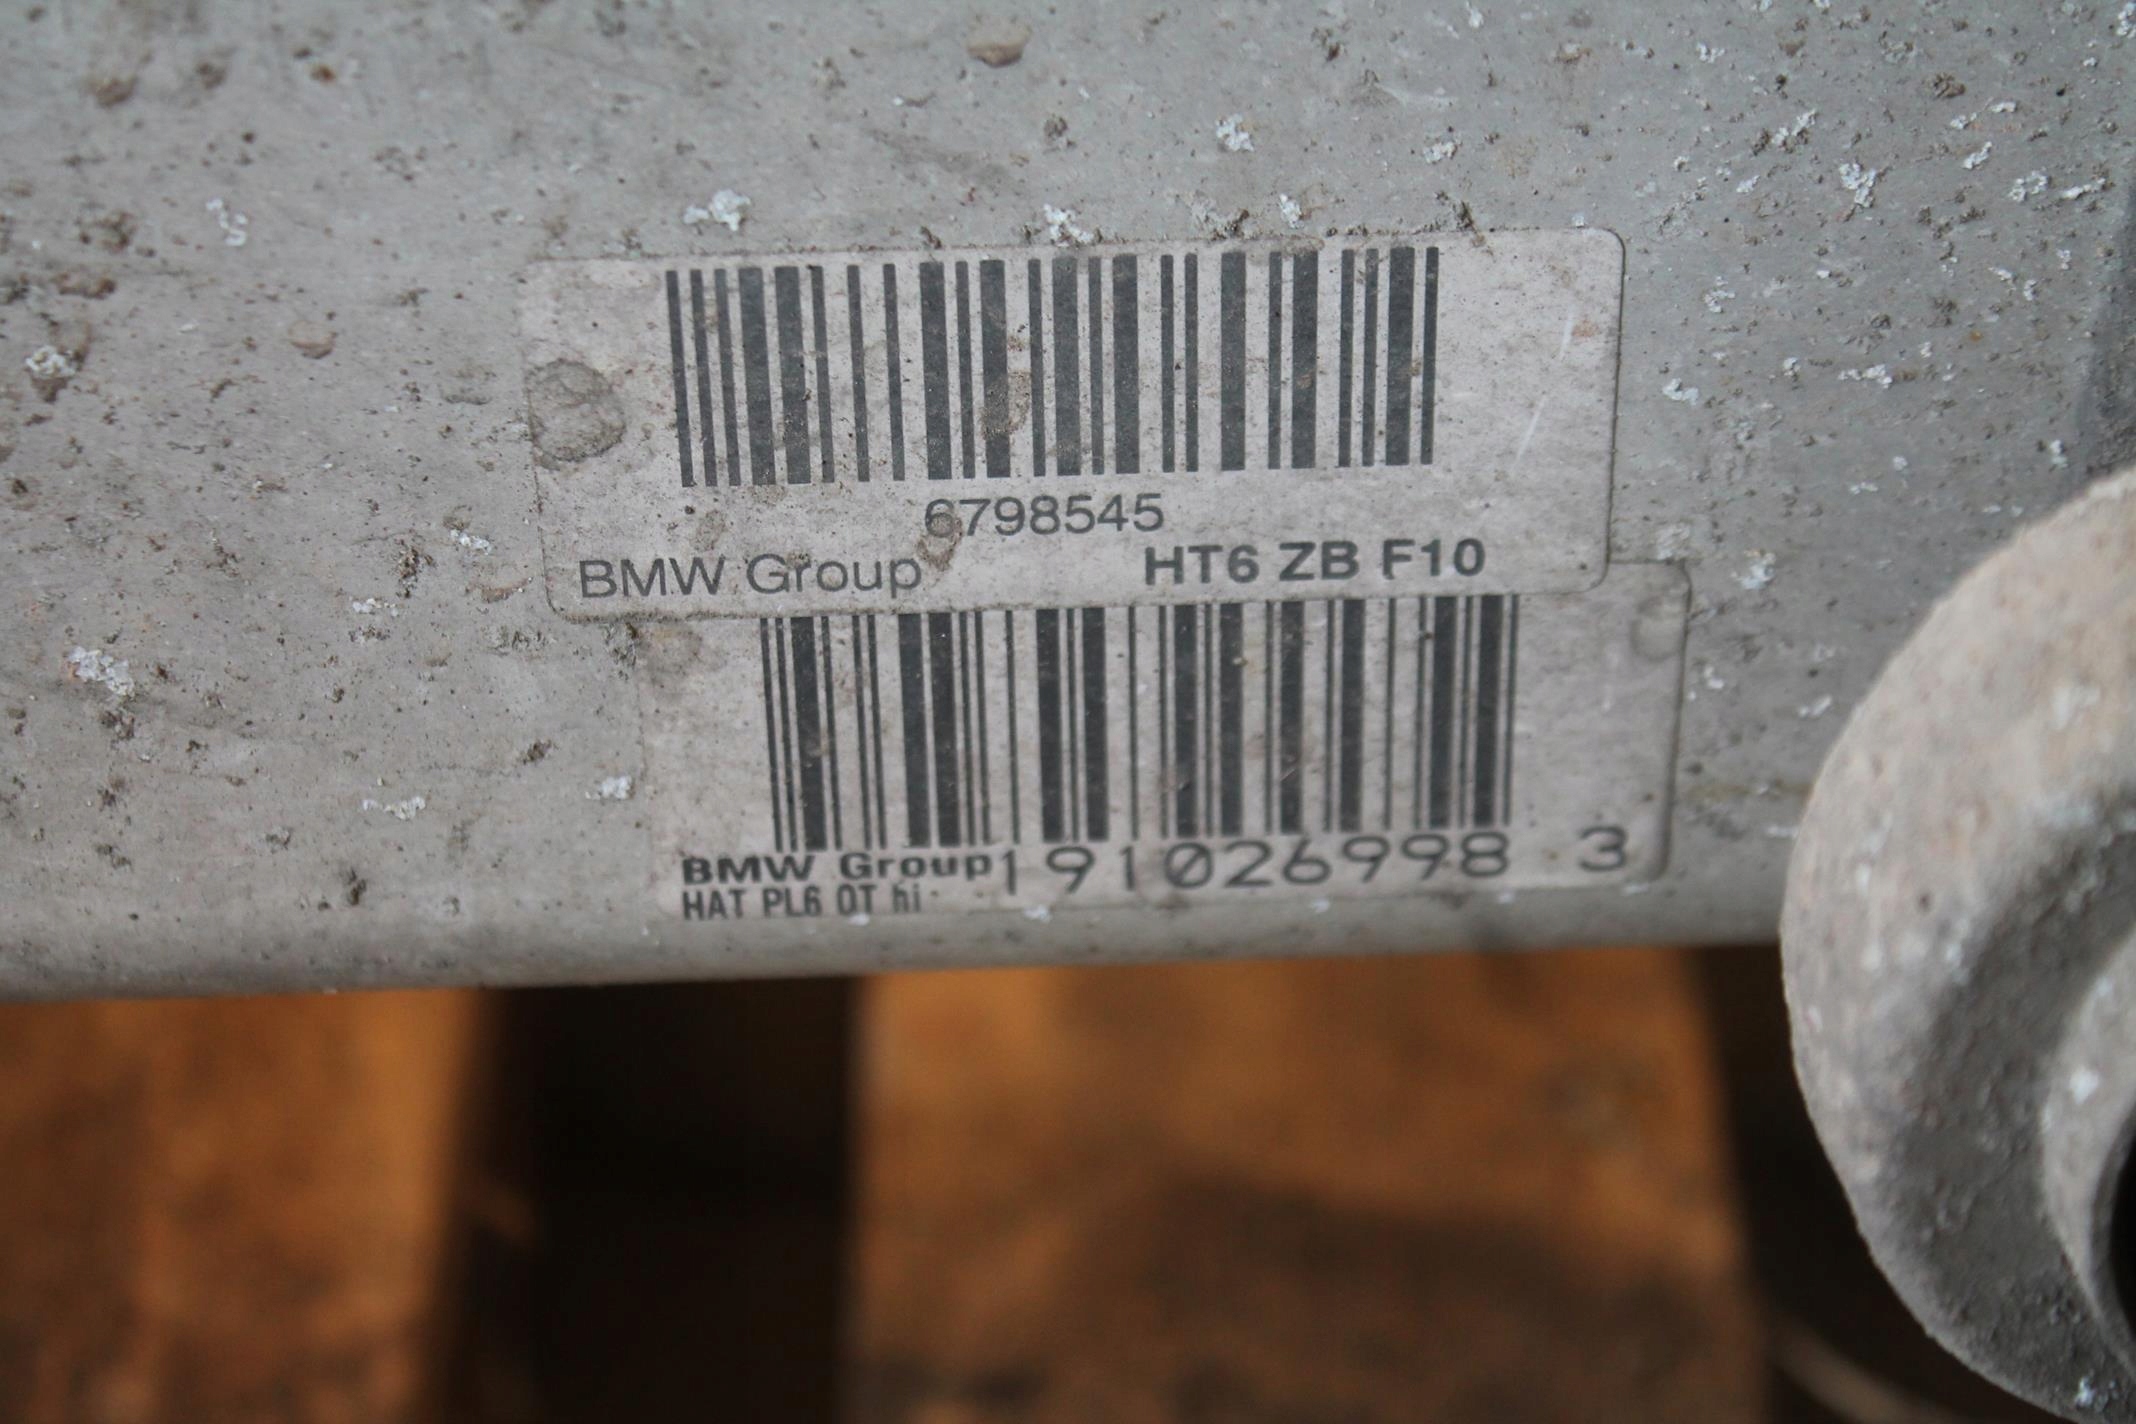 6798545
BMW Group HT6 ZB F10
BMW Group 191026998 3
HAT PL6 OT hi